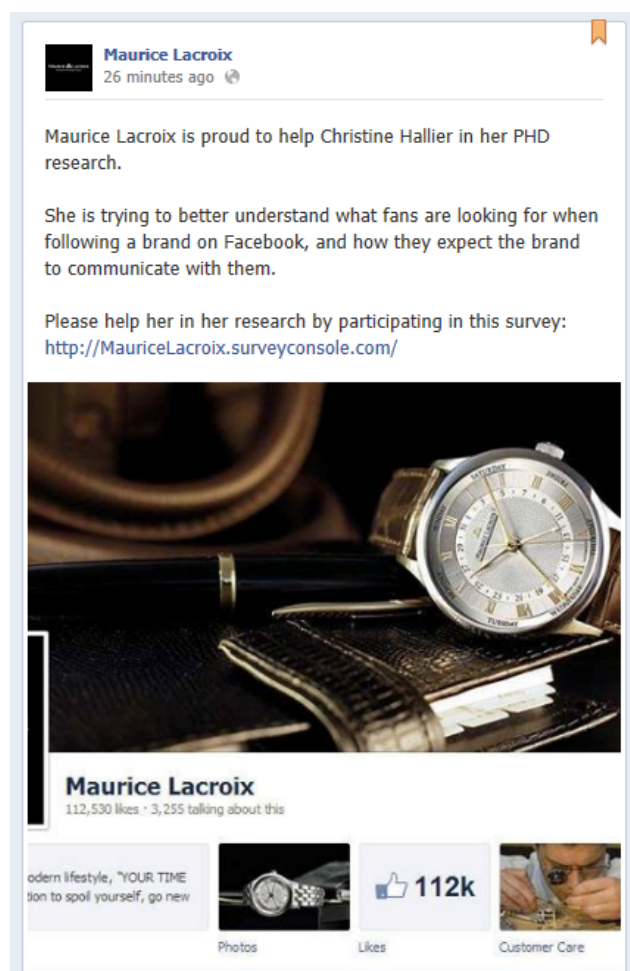 Maurice Lacroix
26 minutes ago
Maurice Lacroix is proud to help Christine Hallier in her PHD
research.
She is trying to better understand what fans are looking for when
following a brand on Facebook, and how they expect the brand
to communicate with them.
Please help her in her research by participating in this survey:
http://MauriceLacroix.surveyconsole.com/
SATURDAY
TUESDAY
Maurice Lacroix
112,530 likes · 3,255 talking about this
odern lifestyle, "YOUR TIME
tion to spoil yourself, go new
112k
Photos
Likes
Customer Care